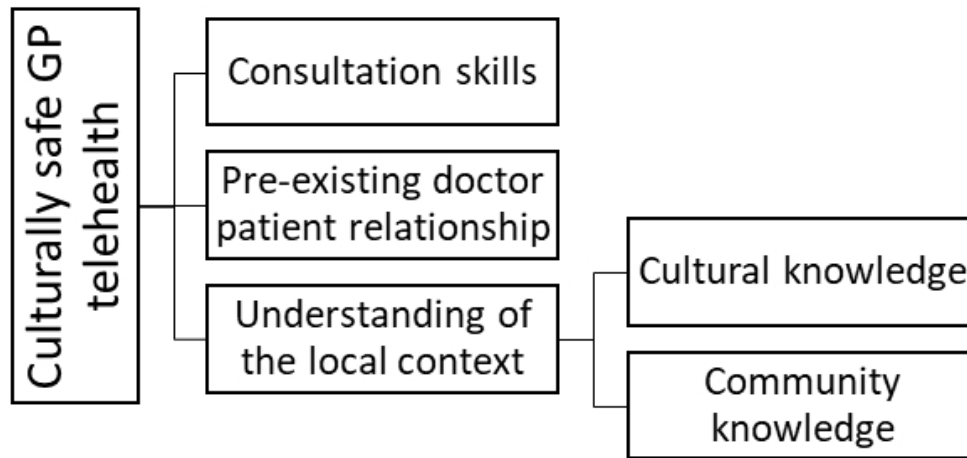 Culturally safe GP
telehealth
Consultation skills
Pre-existing doctor
patient relationship
Understanding of
the local context
Cultural knowledge
Community
knowledge